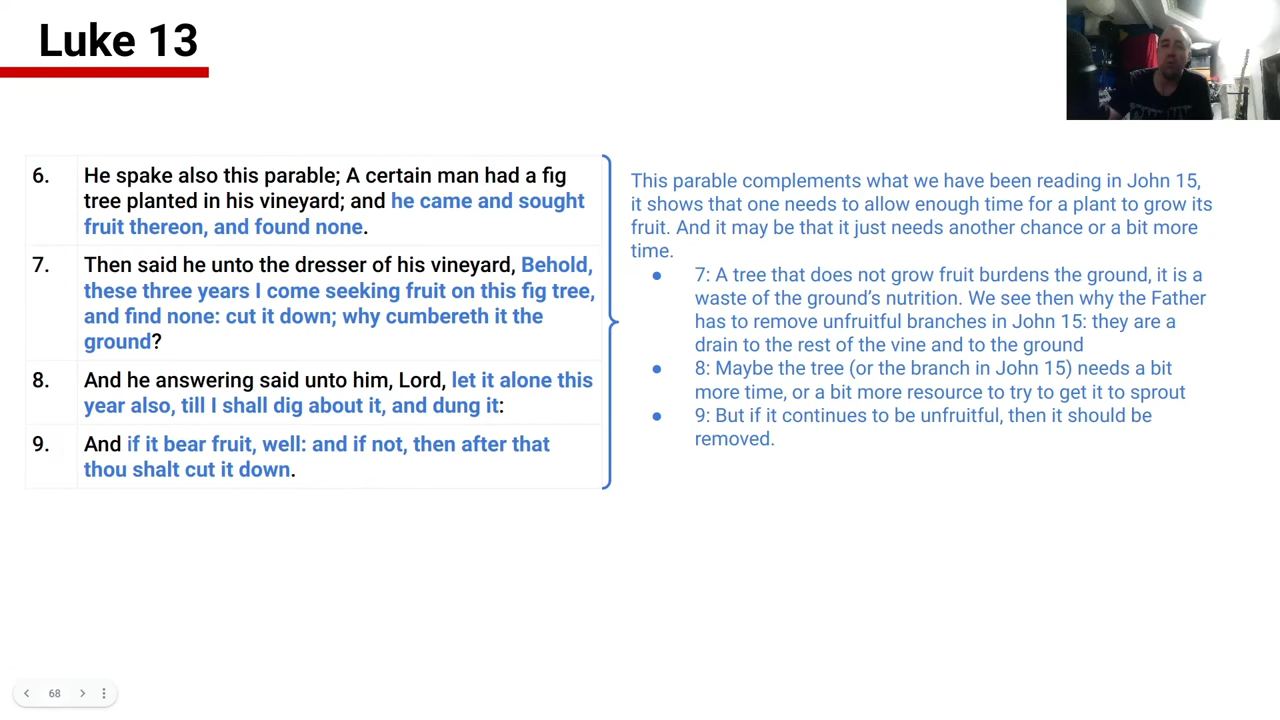 Luke 13
6. He spake also this parable; A certain man had a fig
tree planted in his vineyard; and he came and sought
fruit thereon, and found none.
7. Then said he unto the dresser of his vineyard, Behold,
these three years I come seeking fruit on this fig tree,
and find none: cut it down; why cumbereth it the
ground?
8. And he answering said unto him, Lord, let it alone this
year also, till I shall dig about it, and dung it:
9. And if it bear fruit, well: and if not, then after that
thou shalt cut it down.
This parable complements what we have been reading in John 15,
it shows that one needs to allow enough time for a plant to grow its
fruit. And it may be that it just needs another chance or a bit more
time.
● 7: A tree that does not grow fruit burdens the ground, it is a
waste of the ground’s nutrition. We see then why the Father
has to remove unfruitful branches in John 15: they are a
drain to the rest of the vine and to the ground
● 8: Maybe the tree (or the branch in John 15) needs a bit
more time, or a bit more resource to try to get it to sprout
● 9: But if it continues to be unfruitful, then it should be
removed.
68